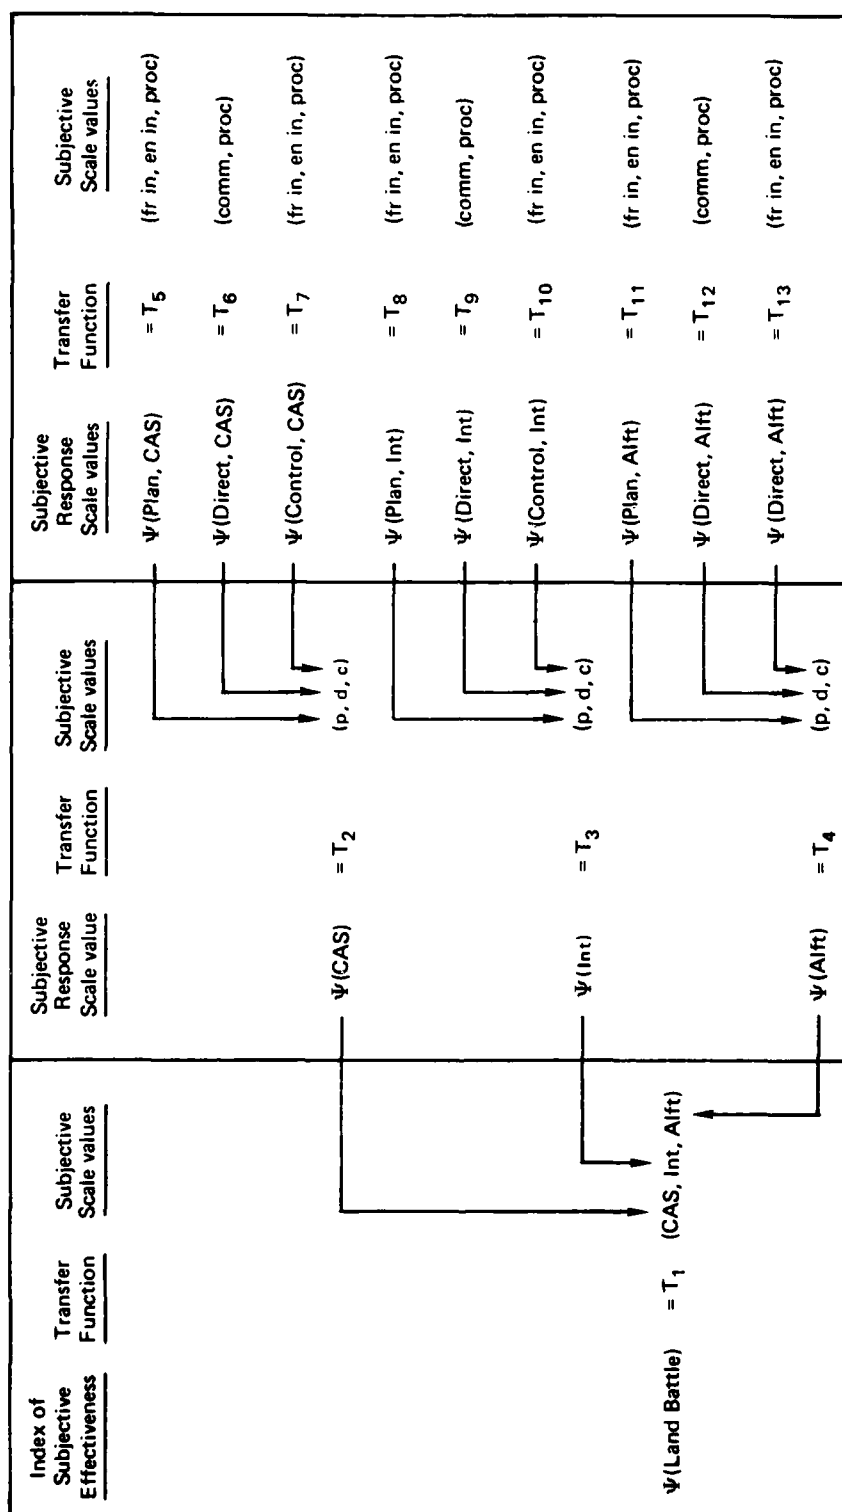 Index of
Subjective
Effectiveness
Transfer
Function
Subjective
Scale values
Ψ(Land Battle)
= T1
(CAS, Int, Alft)
Subjective
Response
Scale value
Transfer
Function
Subjective
Scale values
Ψ(CAS)
= T2
(p, d, c)
Ψ(Int)
= T3
(p, d, c)
Ψ(Alft)
= T4
(p, d, c)
Subjective
Response
Scale values
Transfer
Function
Subjective
Scale values
Ψ(Plan, CAS) = T5 (fr in, en in, proc)
Ψ(Direct, CAS) = T6 (comm, proc)
Ψ(Control, CAS) = T7 (fr in, en in, proc)
Ψ(Plan, Int) = T8 (fr in, en in, proc)
Ψ(Direct, Int) = T9 (comm, proc)
Ψ(Control, Int) = T10 (fr in, en in, proc)
Ψ(Plan, Alft) = T11 (fr in, en in, proc)
Ψ(Direct, Alft) = T12 (comm, proc)
Ψ(Direct, Alft) = T13 (fr in, en in, proc)